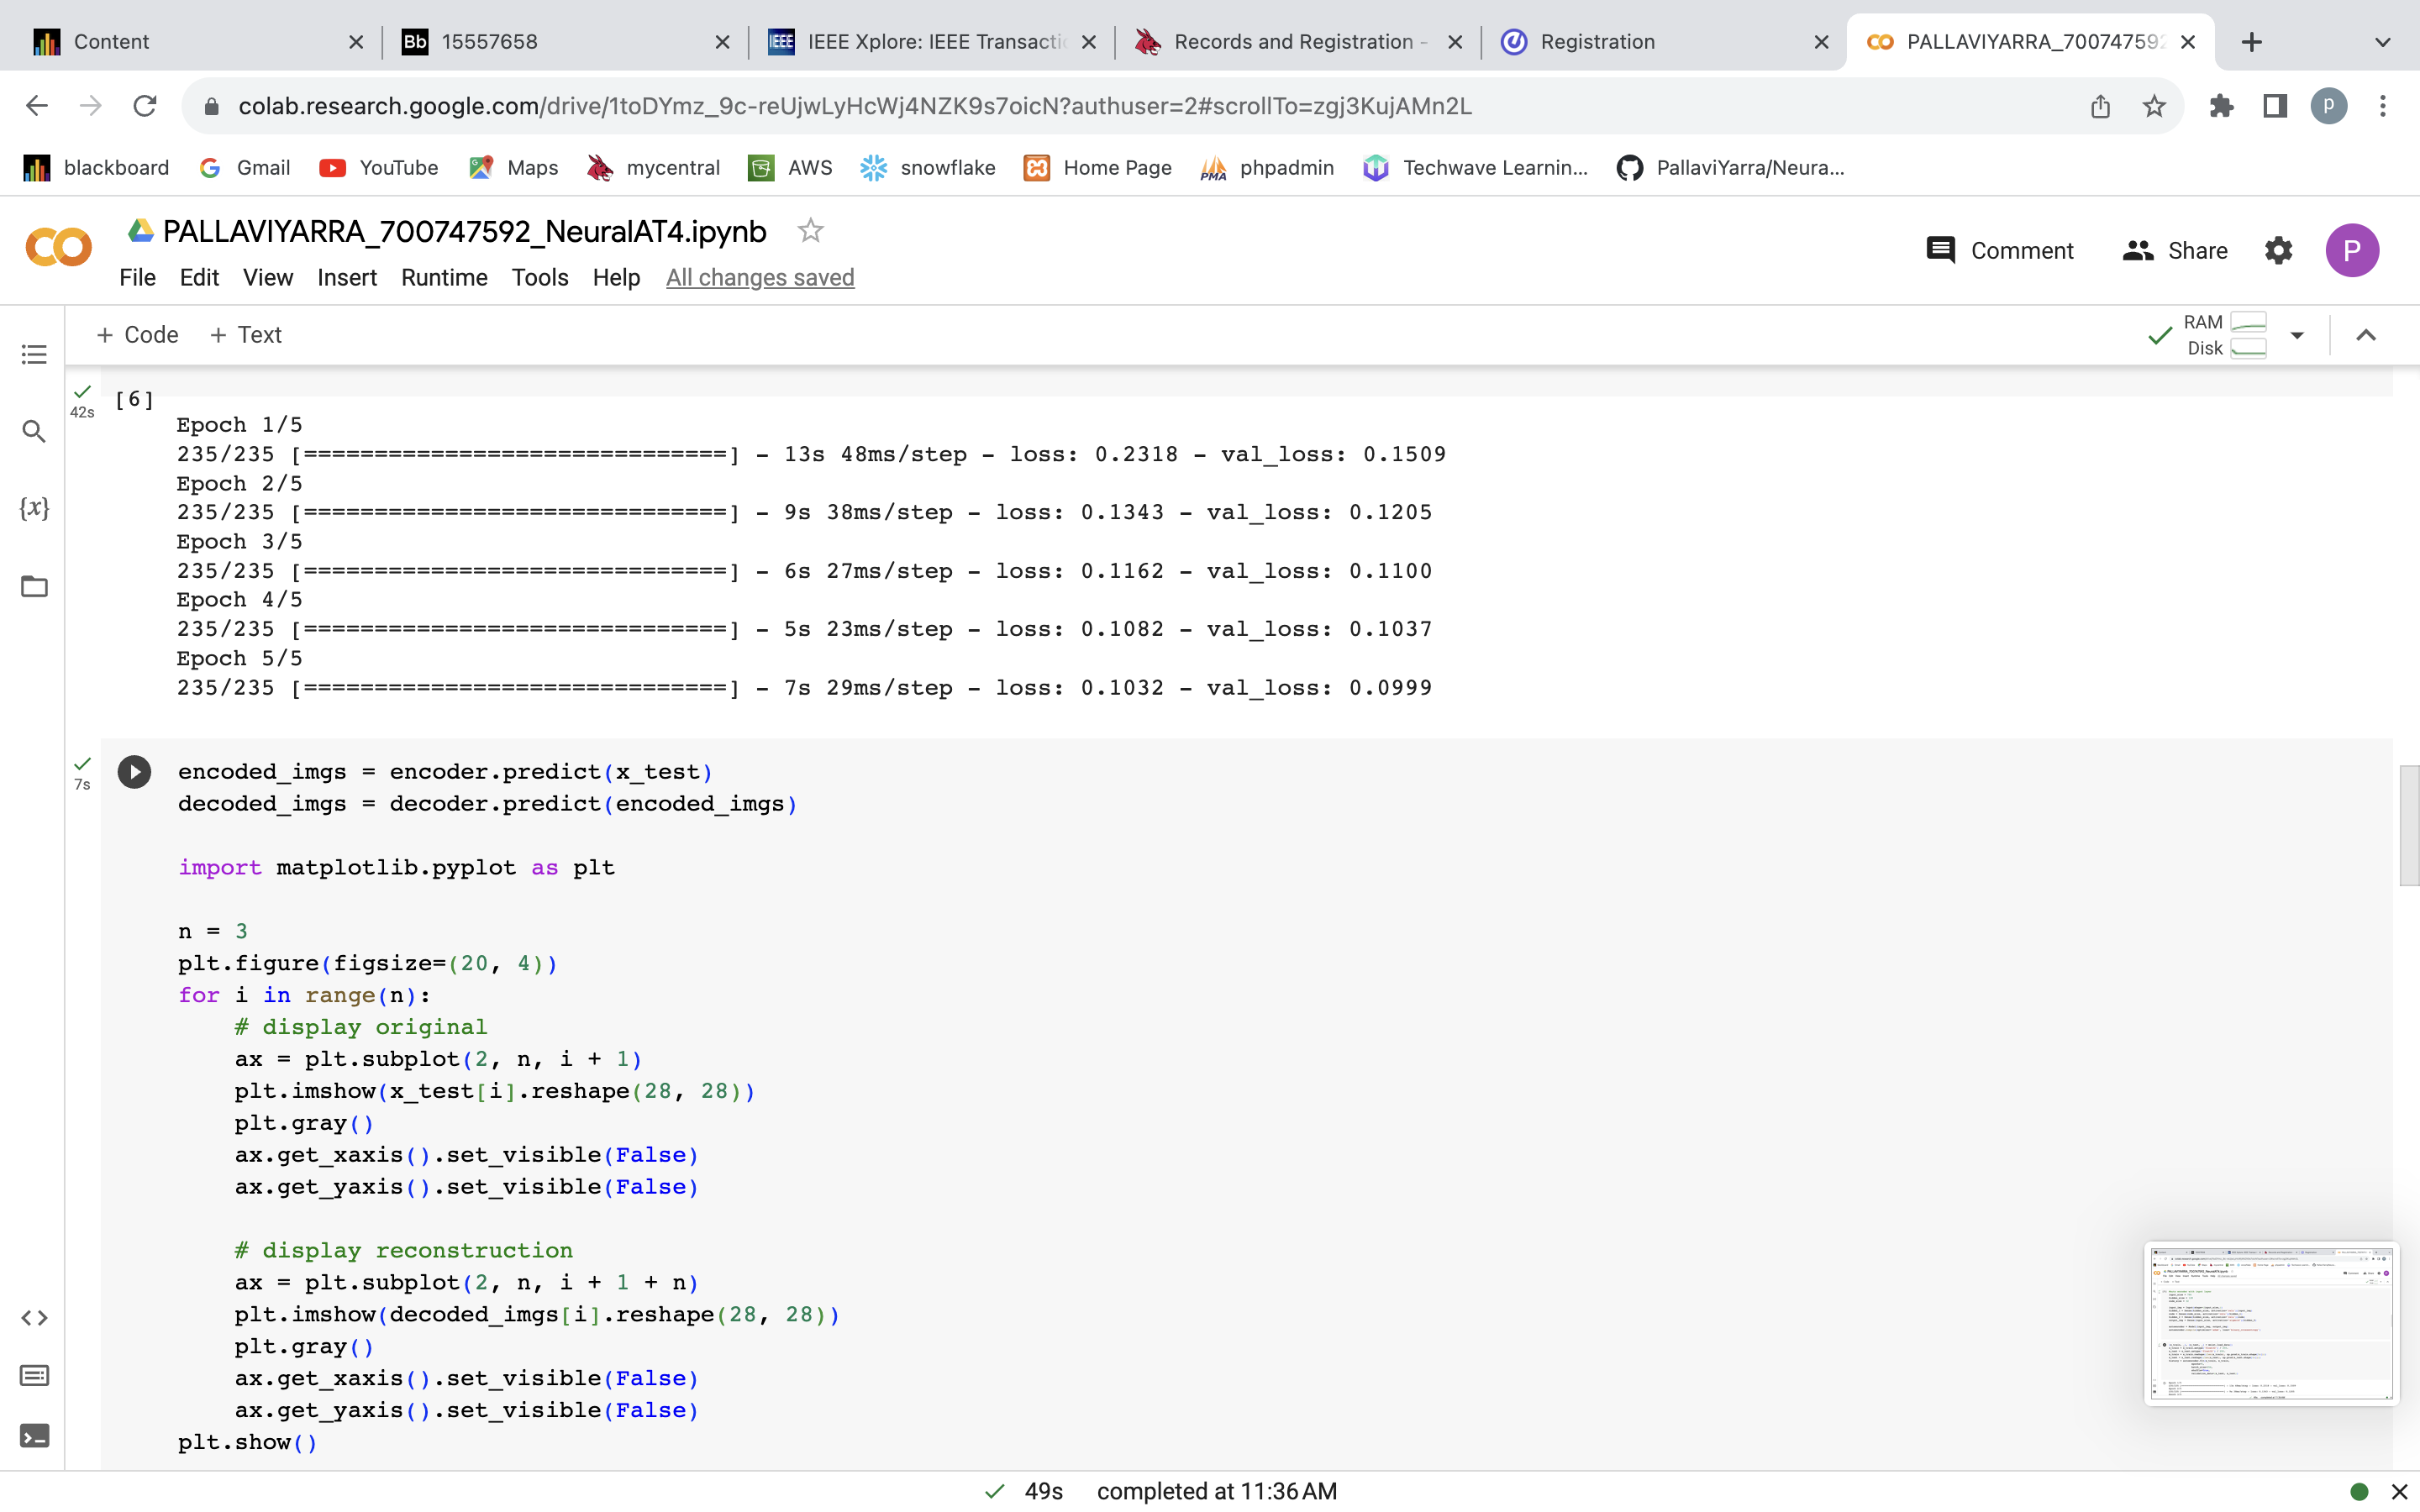 Content
Bb 15557658
IEEE IEEE Xplore: IEEE Transactic
Records and Registration -
Registration
PALLAVIYARRA_700747592
colab.research.google.com/drive/1toDYmz_9c-reUjwLyHcWj4NZK9s7oicN?authuser=2#scrollTo=zgj3KujAMn2L
p
blackboard Gmail YouTube Maps mycentral AWS snowflake Home Page PMA phpadmin Techwave Learnin... PallaviYarra/Neura...
PALLAVIYARRA_700747592_NeuralAT4.ipynb
File Edit View Insert Runtime Tools Help All changes saved
Comment Share P
+ Code + Text
RAM
Disk
42s
[6]
Epoch 1/5
235/235 [==============================] - 13s 48ms/step - loss: 0.2318 - val_loss: 0.1509
Epoch 2/5
235/235 [==============================] - 9s 38ms/step - loss: 0.1343 - val_loss: 0.1205
Epoch 3/5
235/235 [==============================] - 6s 27ms/step - loss: 0.1162 - val_loss: 0.1100
Epoch 4/5
235/235 [==============================] - 5s 23ms/step - loss: 0.1082 - val_loss: 0.1037
Epoch 5/5
235/235 [==============================] - 7s 29ms/step - loss: 0.1032 - val_loss: 0.0999
{x}
7s
encoded_imgs = encoder.predict(x_test)
decoded_imgs = decoder.predict(encoded_imgs)
import matplotlib.pyplot as plt
n = 3
plt.figure(figsize=(20, 4))
for i in range(n):
    # display original
    ax = plt.subplot(2, n, i + 1)
    plt.imshow(x_test[i].reshape(28, 28))
    plt.gray()
    ax.get_xaxis().set_visible(False)
    ax.get_yaxis().set_visible(False)
    # display reconstruction
    ax = plt.subplot(2, n, i + 1 + n)
    plt.imshow(decoded_imgs[i].reshape(28, 28))
    plt.gray()
    ax.get_xaxis().set_visible(False)
    ax.get_yaxis().set_visible(False)
plt.show()
49s completed at 11:36 AM